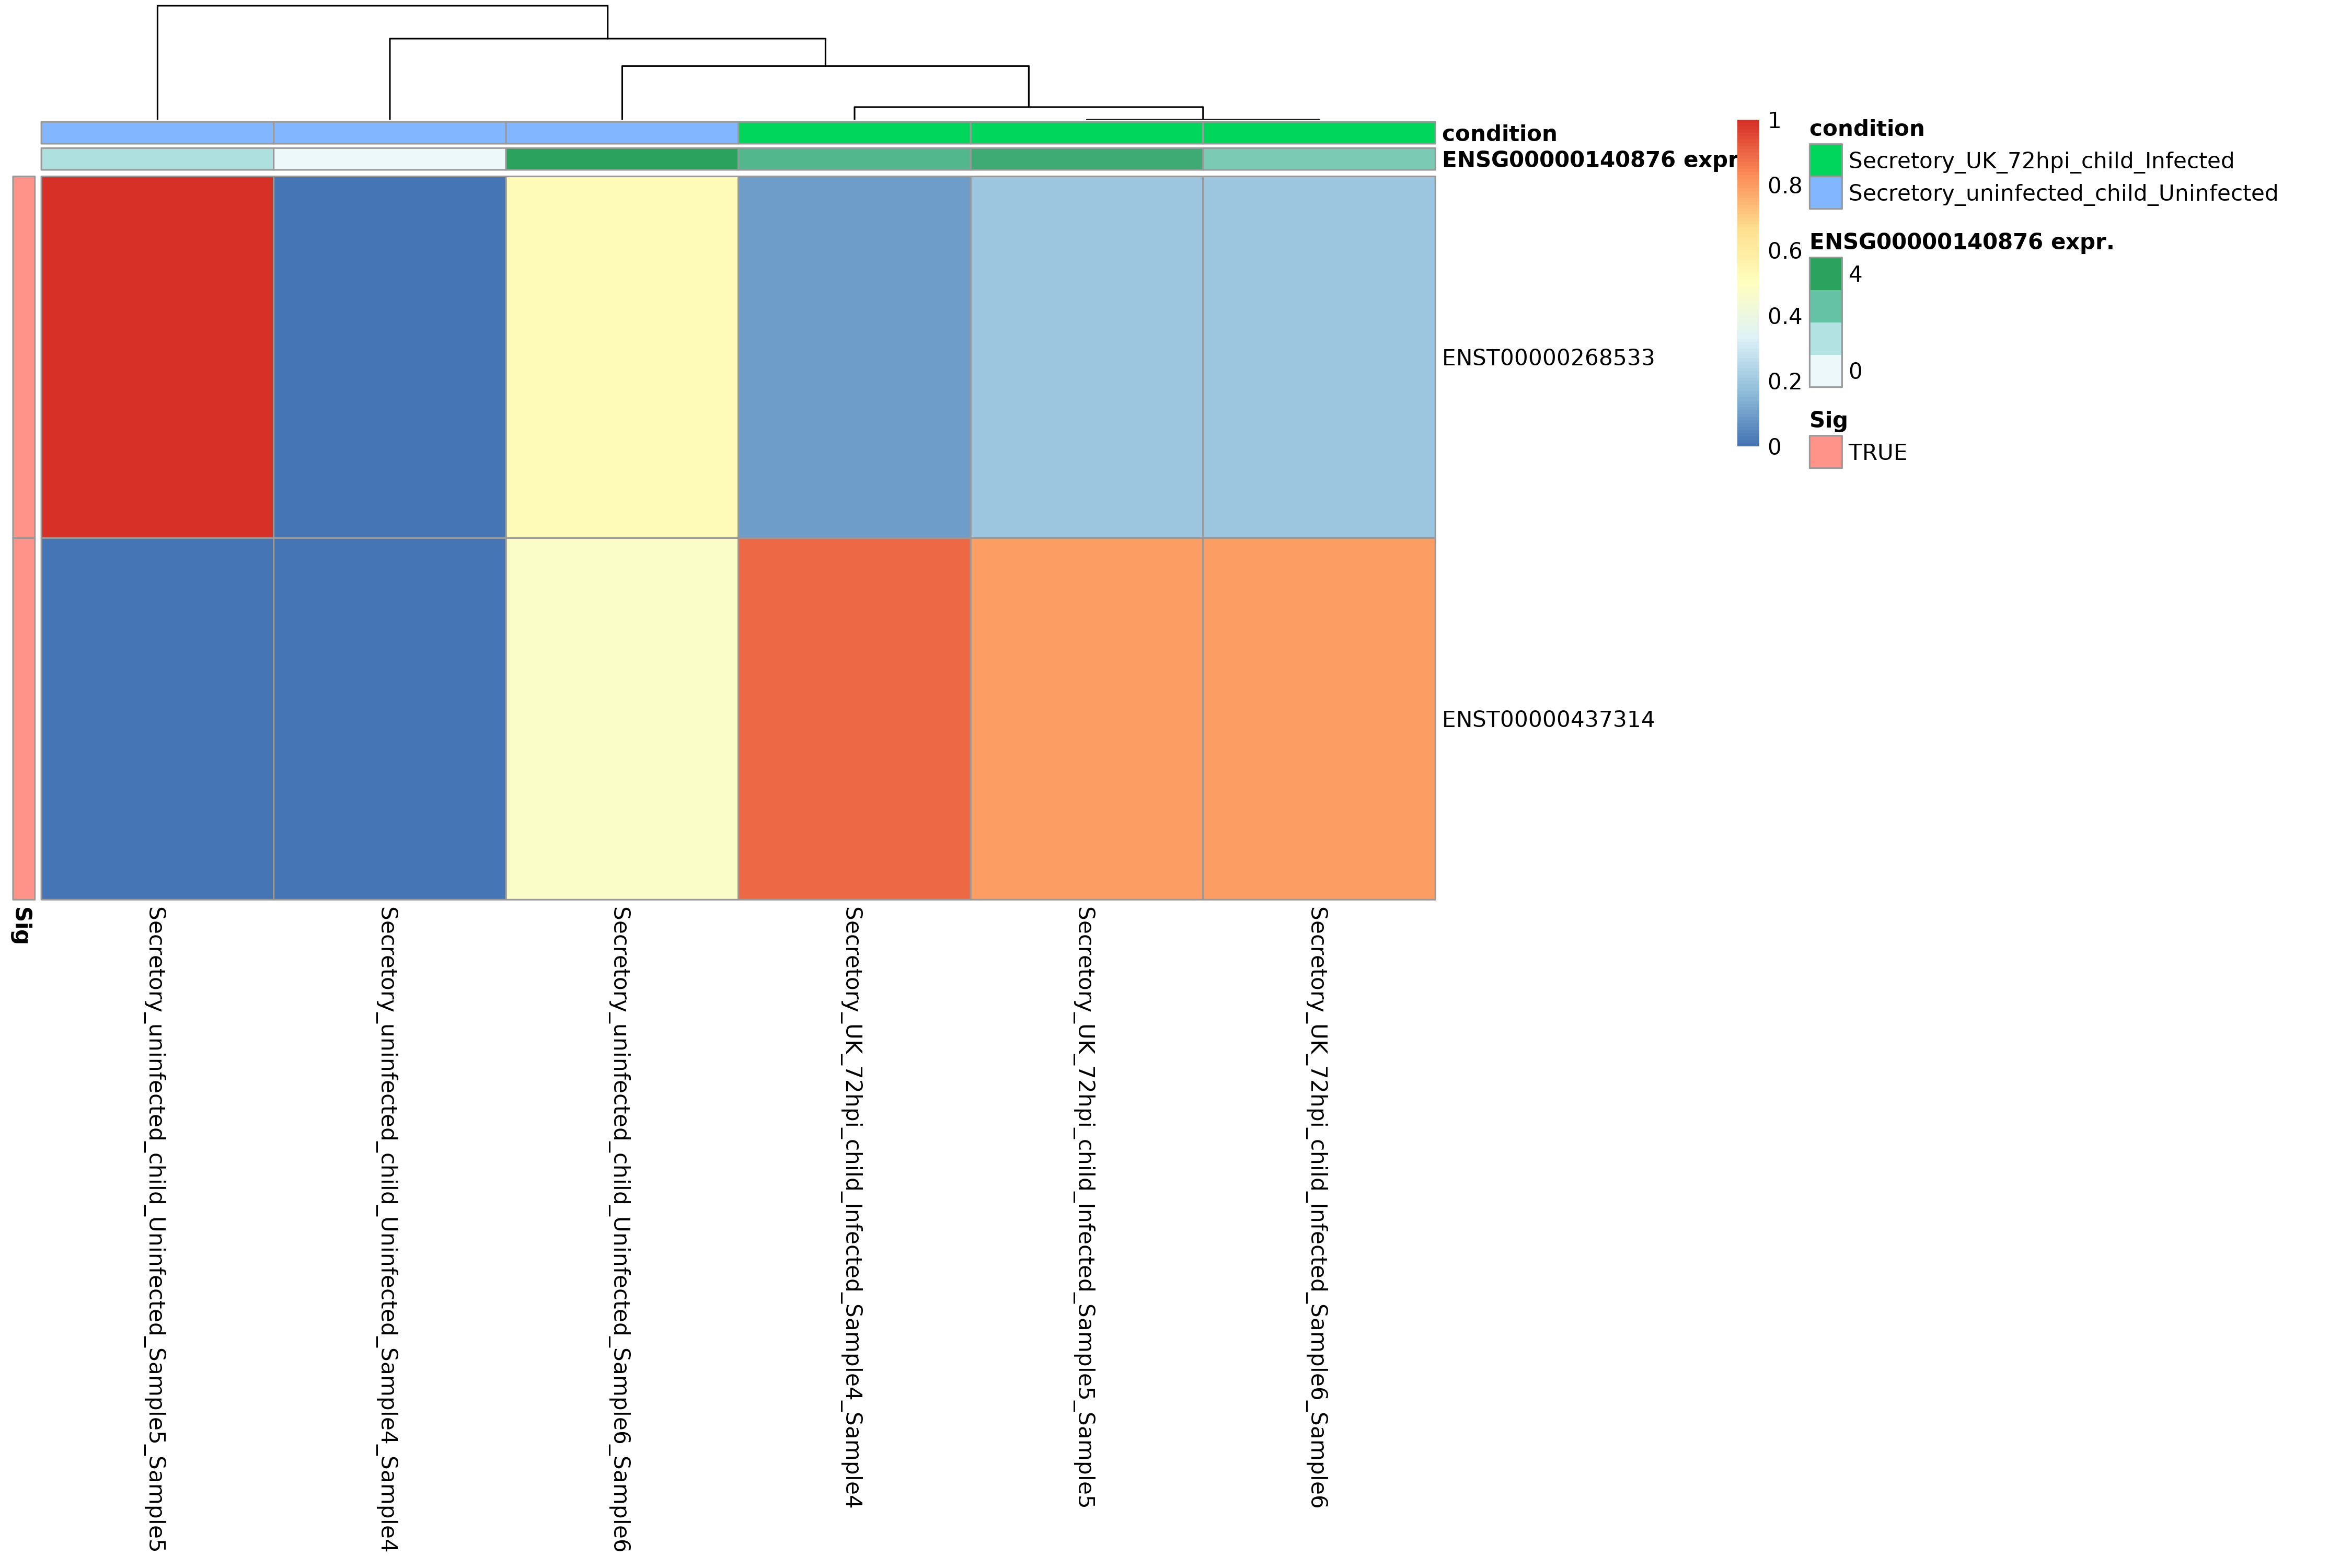 condition
ENSG00000140876 expr
ENST00000268533
ENST00000437314
Sig
Secretory_uninfected_child_Uninfected_Sample5_Sample5
Secretory_uninfected_child_Uninfected_Sample4_Sample4
Secretory_uninfected_child_Uninfected_Sample6_Sample6
Secretory_UK_72hpi_child_Infected_Sample4_Sample4
Secretory_UK_72hpi_child_Infected_Sample5_Sample5
Secretory_UK_72hpi_child_Infected_Sample6_Sample6
1
0.8
0.6
0.4
0.2
0
condition
Secretory_UK_72hpi_child_Infected
Secretory_uninfected_child_Uninfected
ENSG00000140876 expr.
4
0
Sig
TRUE